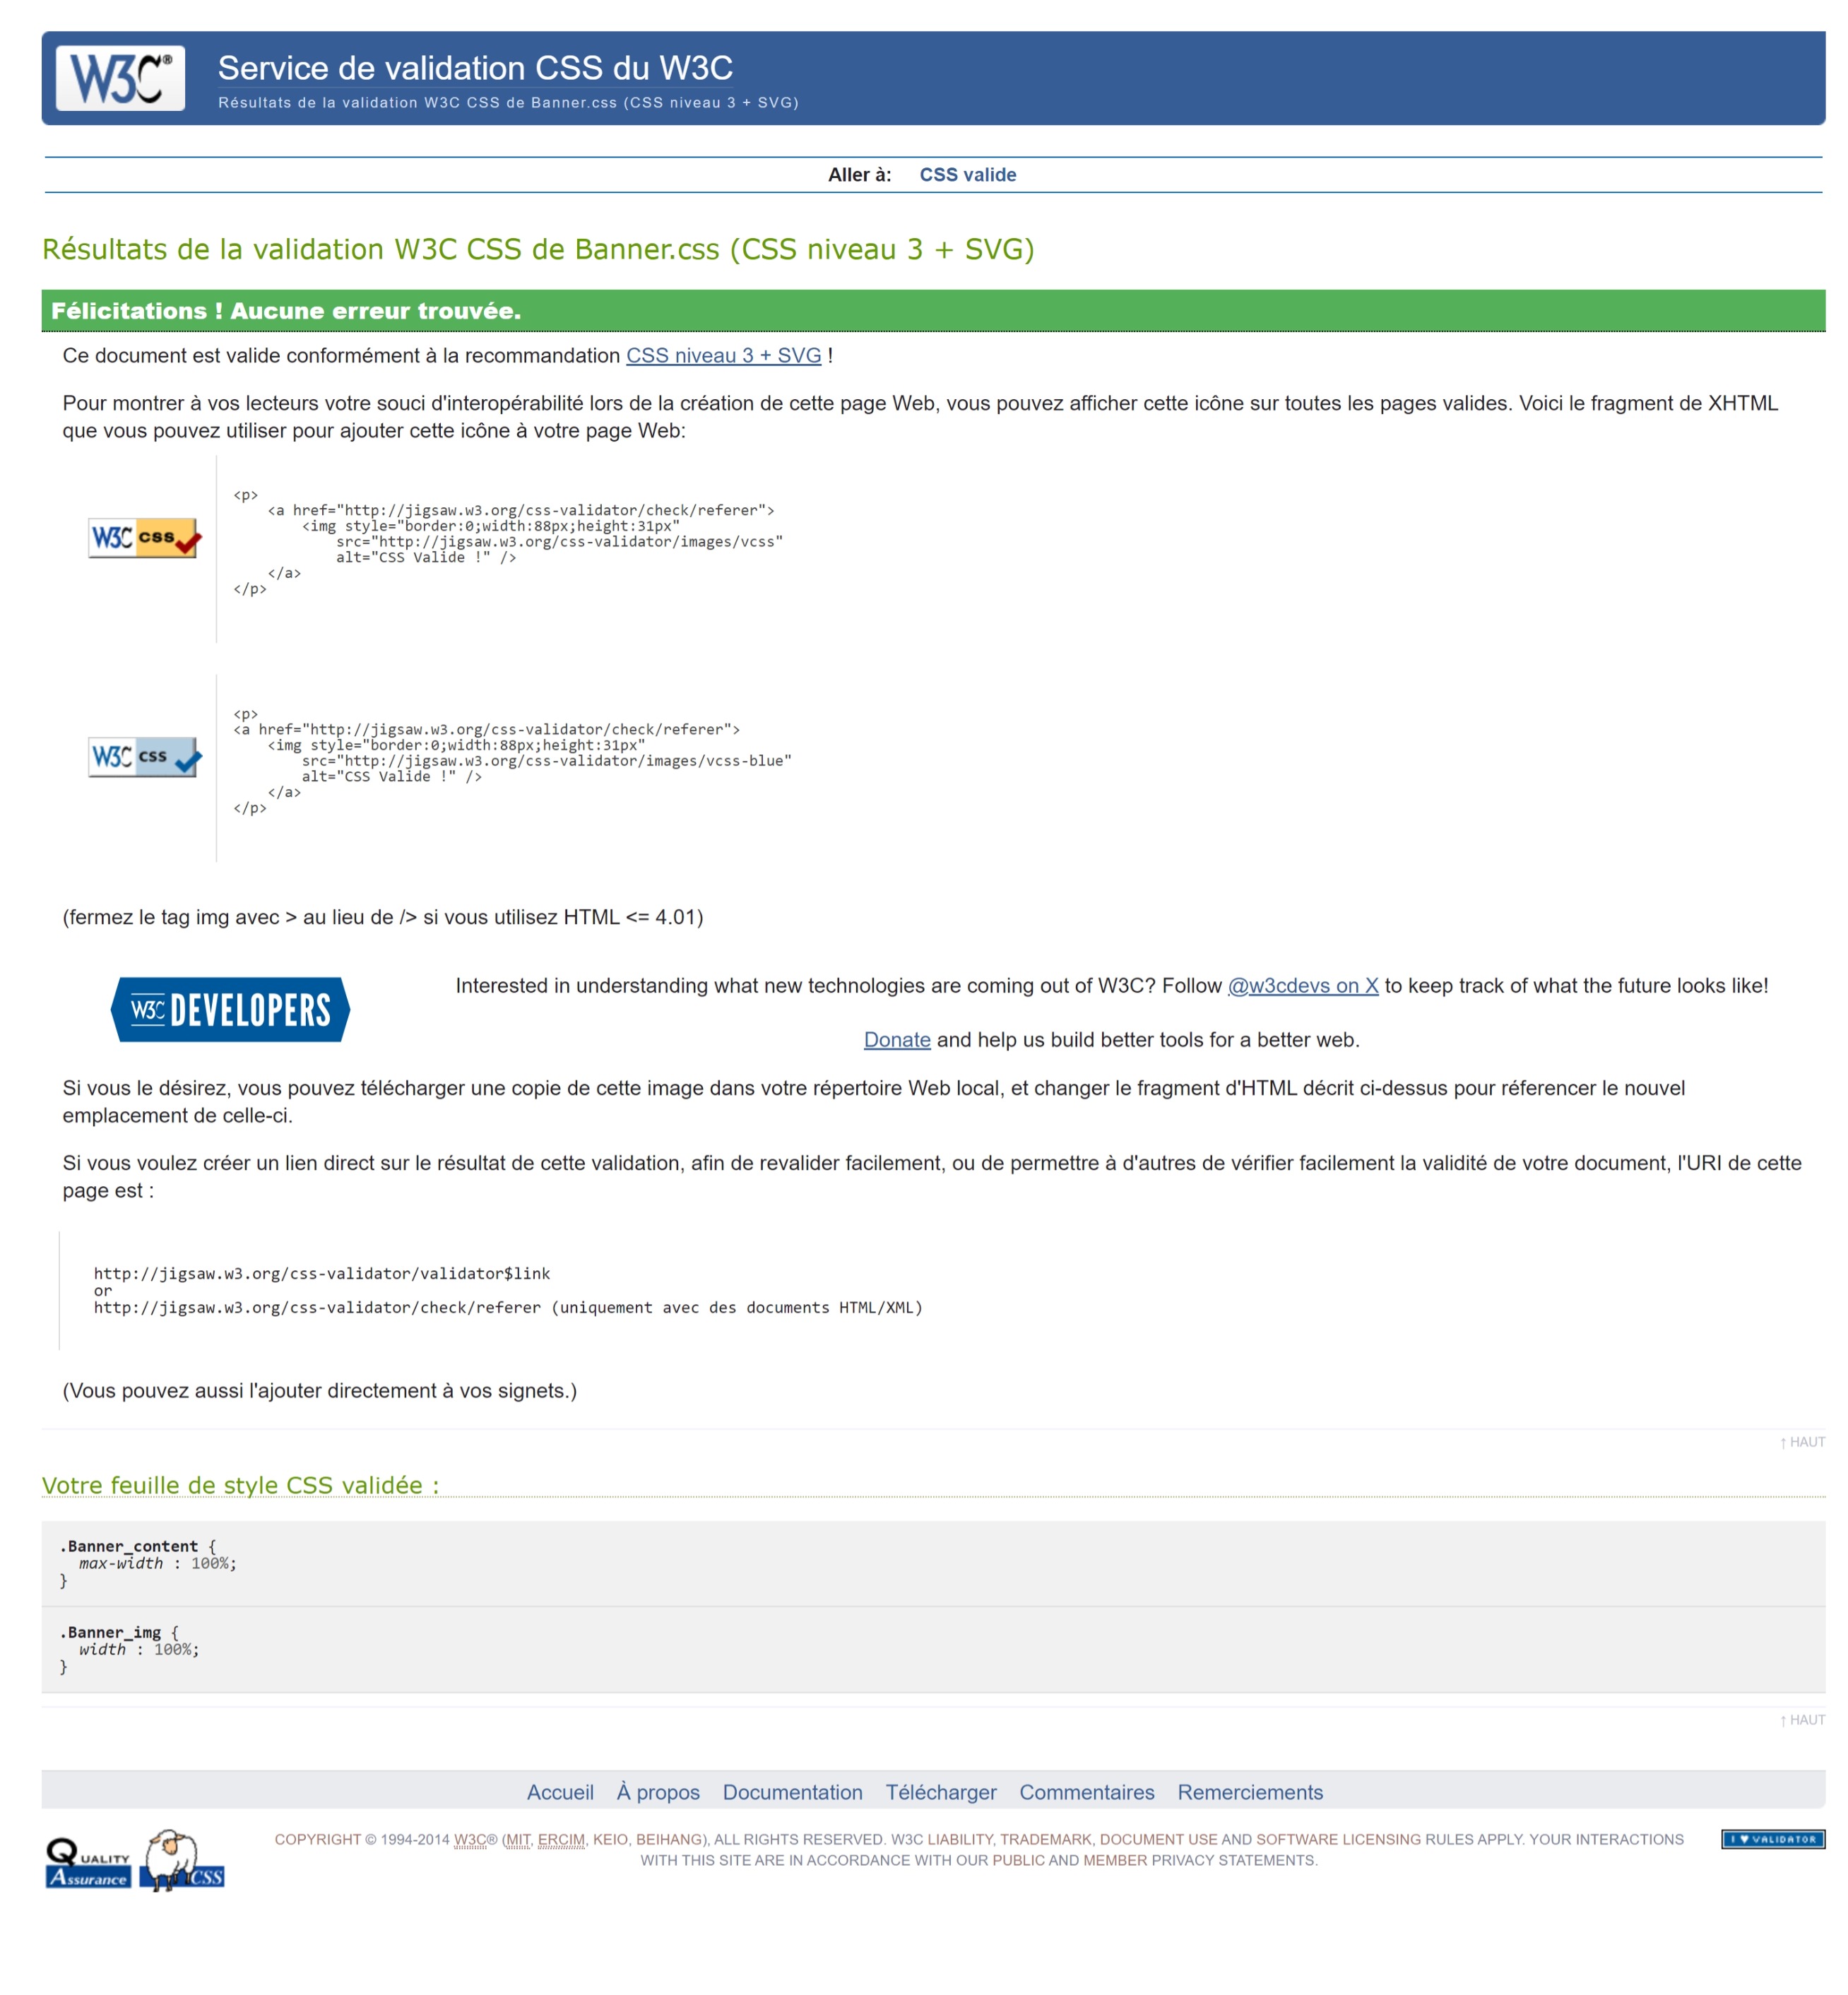 W3C®
Service de validation CSS du W3C
Résultats de la validation W3C CSS de Banner.css (CSS niveau 3 + SVG)
Aller à: CSS valide
Résultats de la validation W3C CSS de Banner.css (CSS niveau 3 + SVG)
Félicitations ! Aucune erreur trouvée.
Ce document est valide conformément à la recommandation CSS niveau 3 + SVG !
Pour montrer à vos lecteurs votre souci d'interopérabilité lors de la création de cette page Web, vous pouvez afficher cette icône sur toutes les pages valides. Voici le fragment de XHTML
que vous pouvez utiliser pour ajouter cette icône à votre page Web:
W3C css
<p>
    <a href="http://jigsaw.w3.org/css-validator/check/referer">
        <img style="border:0;width:88px;height:31px"
            src="http://jigsaw.w3.org/css-validator/images/vcss"
            alt="CSS Valide !" />
    </a>
</p>
W3C css
<p>
<a href="http://jigsaw.w3.org/css-validator/check/referer">
    <img style="border:0;width:88px;height:31px"
        src="http://jigsaw.w3.org/css-validator/images/vcss-blue"
        alt="CSS Valide !" />
    </a>
</p>
(fermez le tag img avec > au lieu de /> si vous utilisez HTML <= 4.01)
W3C DEVELOPERS
Interested in understanding what new technologies are coming out of W3C? Follow @w3cdevs on X to keep track of what the future looks like!
Donate and help us build better tools for a better web.
Si vous le désirez, vous pouvez télécharger une copie de cette image dans votre répertoire Web local, et changer le fragment d'HTML décrit ci-dessus pour réferencer le nouvel
emplacement de celle-ci.
Si vous voulez créer un lien direct sur le résultat de cette validation, afin de revalider facilement, ou de permettre à d'autres de vérifier facilement la validité de votre document, l'URI de cette
page est :
http://jigsaw.w3.org/css-validator/validator$link
or
http://jigsaw.w3.org/css-validator/check/referer (uniquement avec des documents HTML/XML)
(Vous pouvez aussi l'ajouter directement à vos signets.)
↑ HAUT
Votre feuille de style CSS validée :
.Banner_content {
  max-width : 100%;
}
.Banner_img {
  width : 100%;
}
↑ HAUT
Accueil À propos Documentation Télécharger Commentaires Remerciements
QUALITY
Assurance
CSS
COPYRIGHT © 1994-2014 W3C® (MIT, ERCIM, KEIO, BEIHANG), ALL RIGHTS RESERVED. W3C LIABILITY, TRADEMARK, DOCUMENT USE AND SOFTWARE LICENSING RULES APPLY. YOUR INTERACTIONS
WITH THIS SITE ARE IN ACCORDANCE WITH OUR PUBLIC AND MEMBER PRIVACY STATEMENTS.
I ♥ VALIDATOR